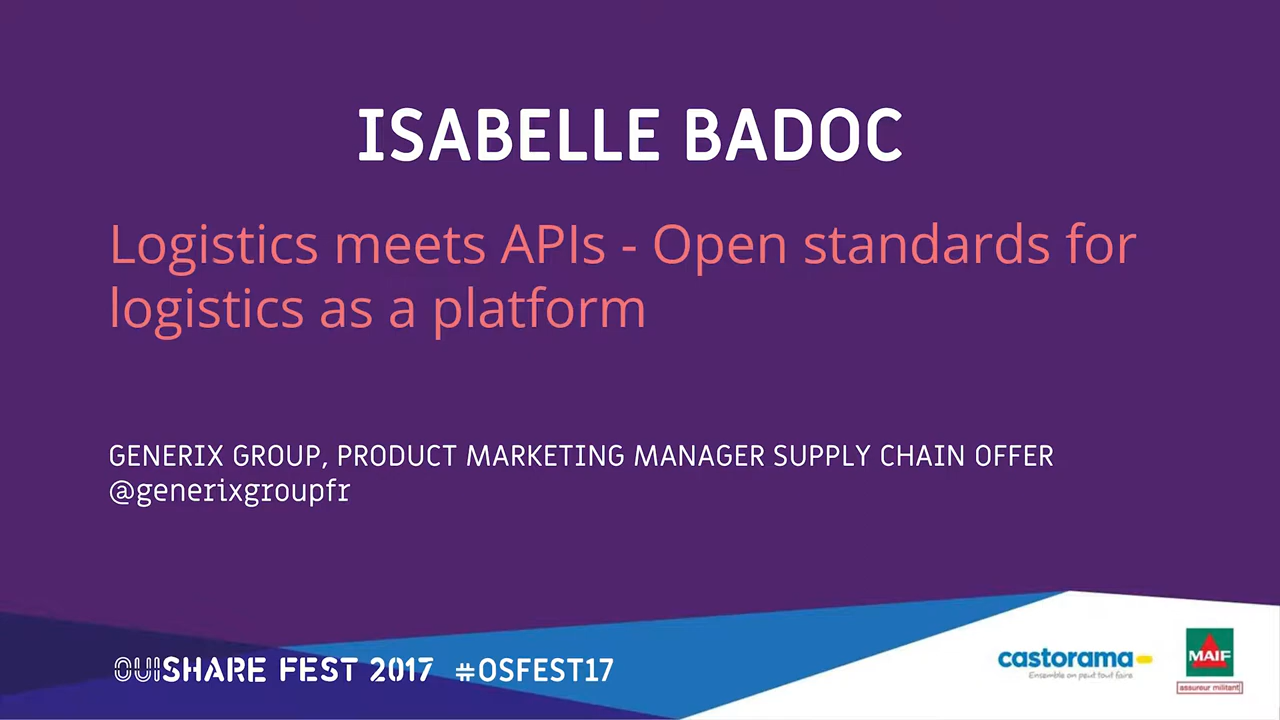 ISABELLE BADOC
Logistics meets APIs - Open standards for
logistics as a platform
GENERIX GROUP, PRODUCT MARKETING MANAGER SUPPLY CHAIN OFFER
@generixgroupfr
OUISHARE FEST 2017 #OSFEST17
castorama
Ensemble on peut tout faire
MAIF
assureur militant